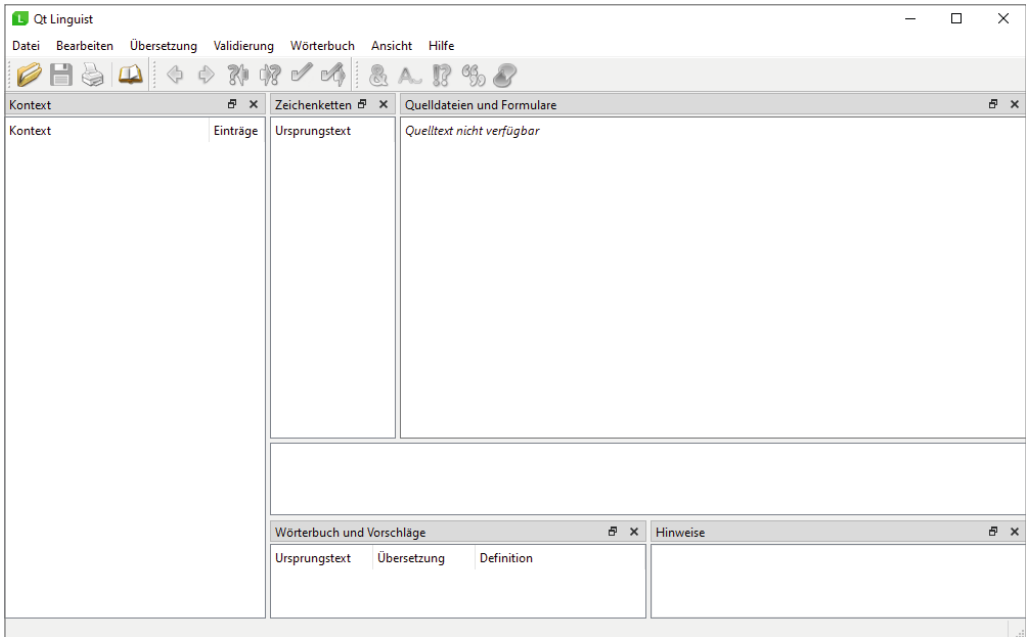 Qt Linguist
Datei Bearbeiten Übersetzung Validierung Wörterbuch Ansicht Hilfe
Kontext
Zeichenketten
Quelldateien und Formulare
Kontext Einträge
Ursprungstext
Quelltext nicht verfügbar
Wörterbuch und Vorschläge
Hinweise
Ursprungstext Übersetzung Definition